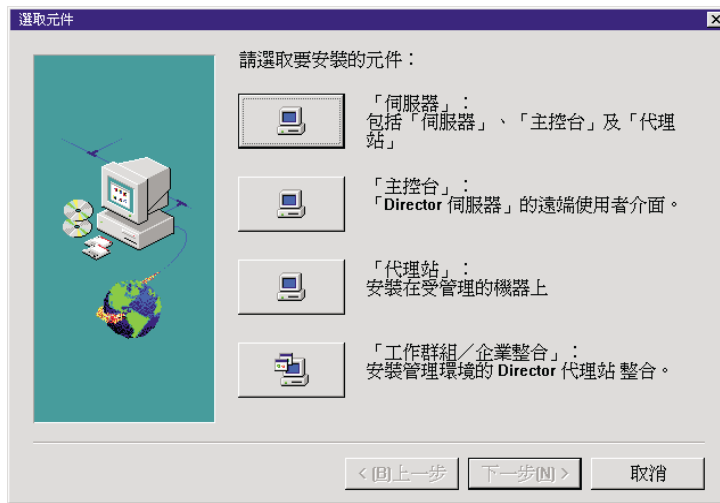 選取元件
請選取要安裝的元件：
「伺服器」：
包括「伺服器」、「主控台」及「代理
站」
「主控台」：
「Director 伺服器」的遠端使用者介面。
「代理站」：
安裝在受管理的機器上
「工作群組／企業整合」：
安裝管理環境的 Director 代理站 整合。
< (B)上一步
下一步(N) >
取消